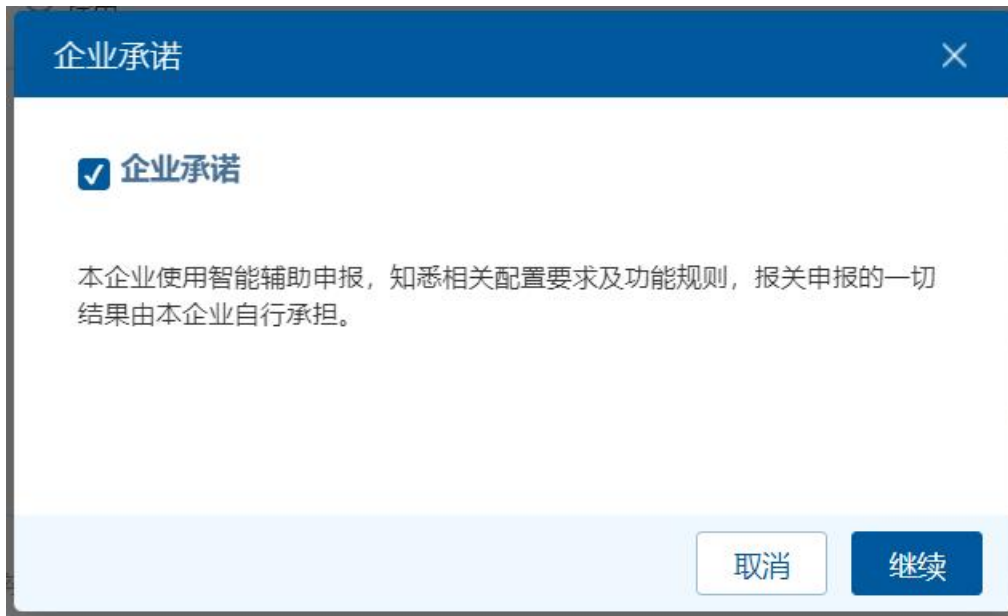 企业承诺
企业承诺
本企业使用智能辅助申报，知悉相关配置要求及功能规则，报关申报的一切
结果由本企业自行承担。
取消
继续